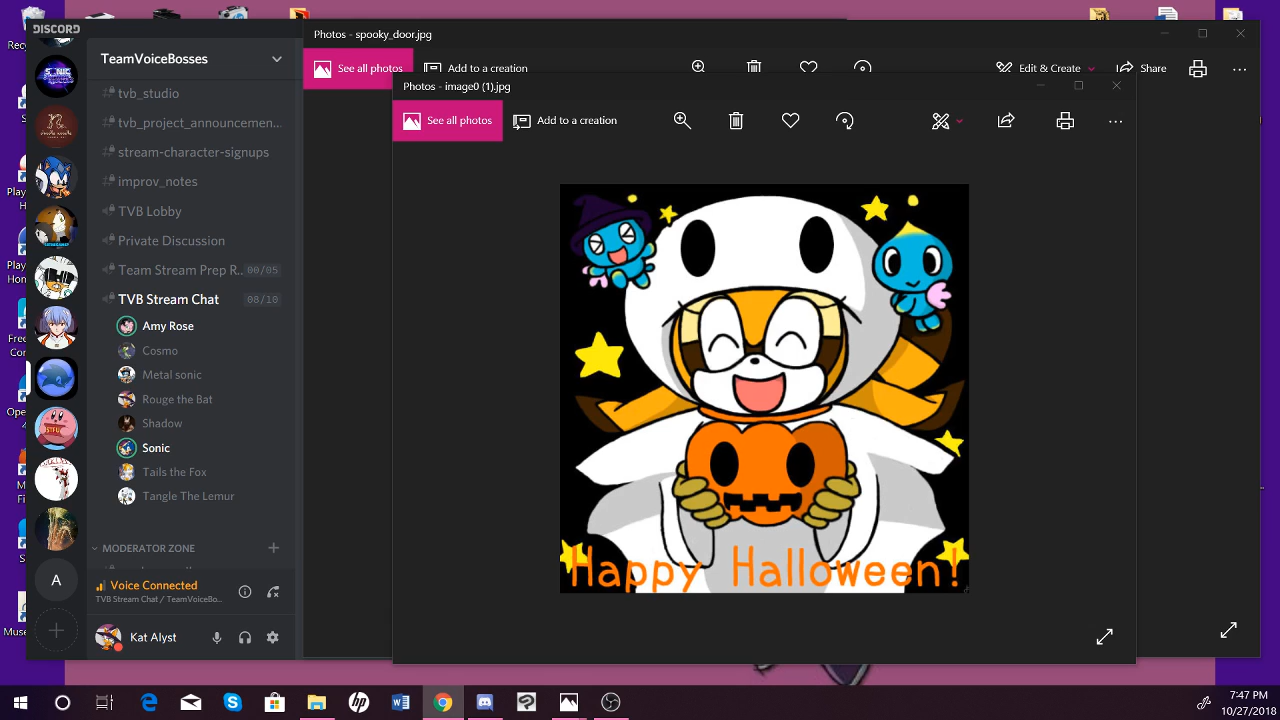 DISCORD
TeamVoiceBosses
tvb_studio
tvb_project_announcemen...
stream-character-signups
improv_notes
TVB Lobby
Private Discussion
Team Stream Prep R.. 00/05
TVB Stream Chat 08/10
Amy Rose
Cosmo
Metal sonic
Rouge the Bat
Shadow
Sonic
Tails the Fox
Tangle The Lemur
MODERATOR ZONE
Voice Connected
TVB Stream Chat / TeamVoiceBo...
Kat Alyst
A
Photos - spooky_door.jpg
See all photos
Add to a creation
Edit & Create
Share
Photos - image0 (1).jpg
See all photos
Add to a creation
Happy Halloween!
7:47 PM
10/27/2018